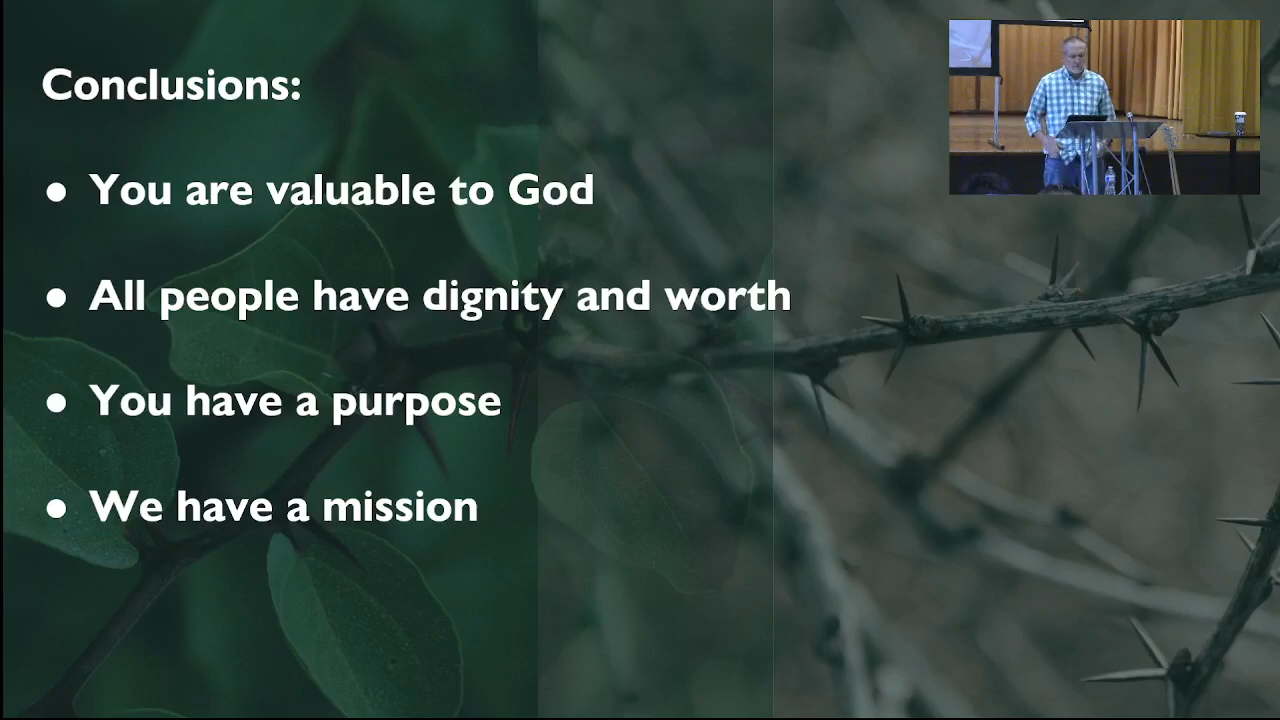 Conclusions:
● You are valuable to God
● All people have dignity and worth
● You have a purpose
● We have a mission